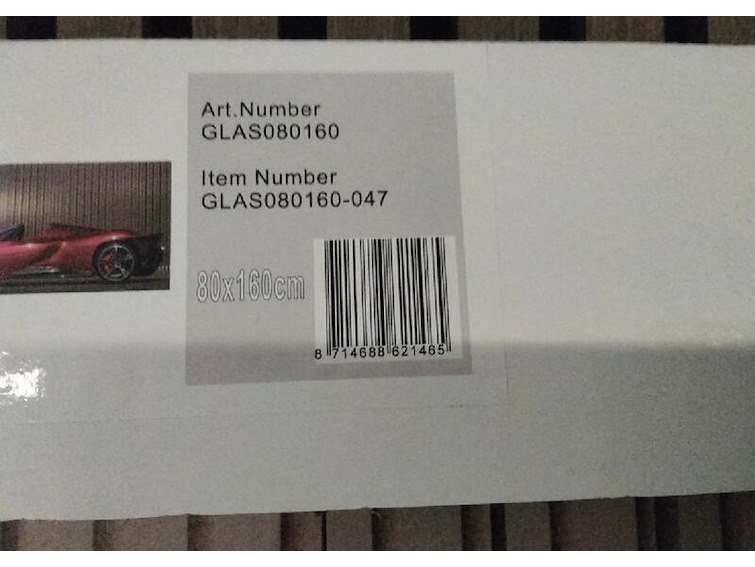 Art.Number
GLAS080160
Item Number
GLAS080160-047
80x160cm
8 714688 621465